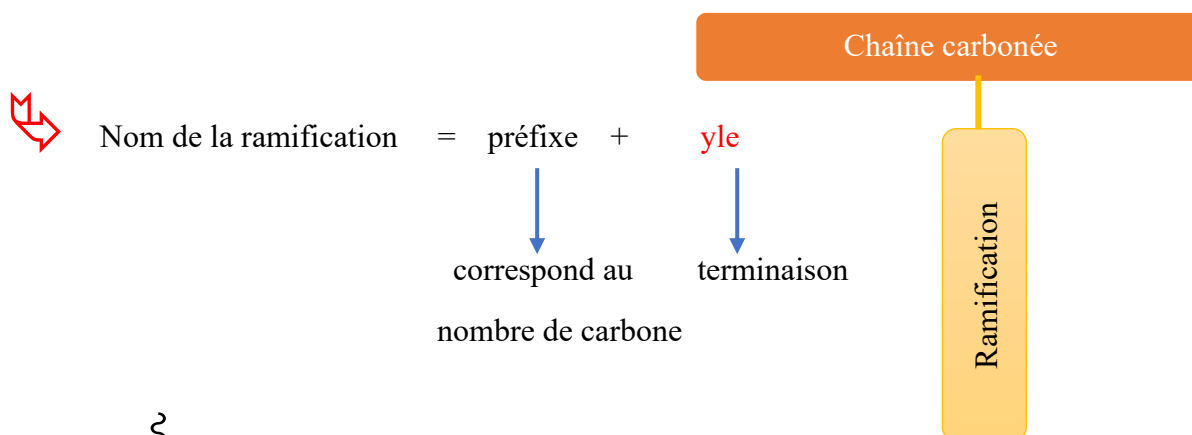 Chaîne carbonée
Nom de la ramification = préfixe + yle
correspond au terminaison
nombre de carbone
Ramification